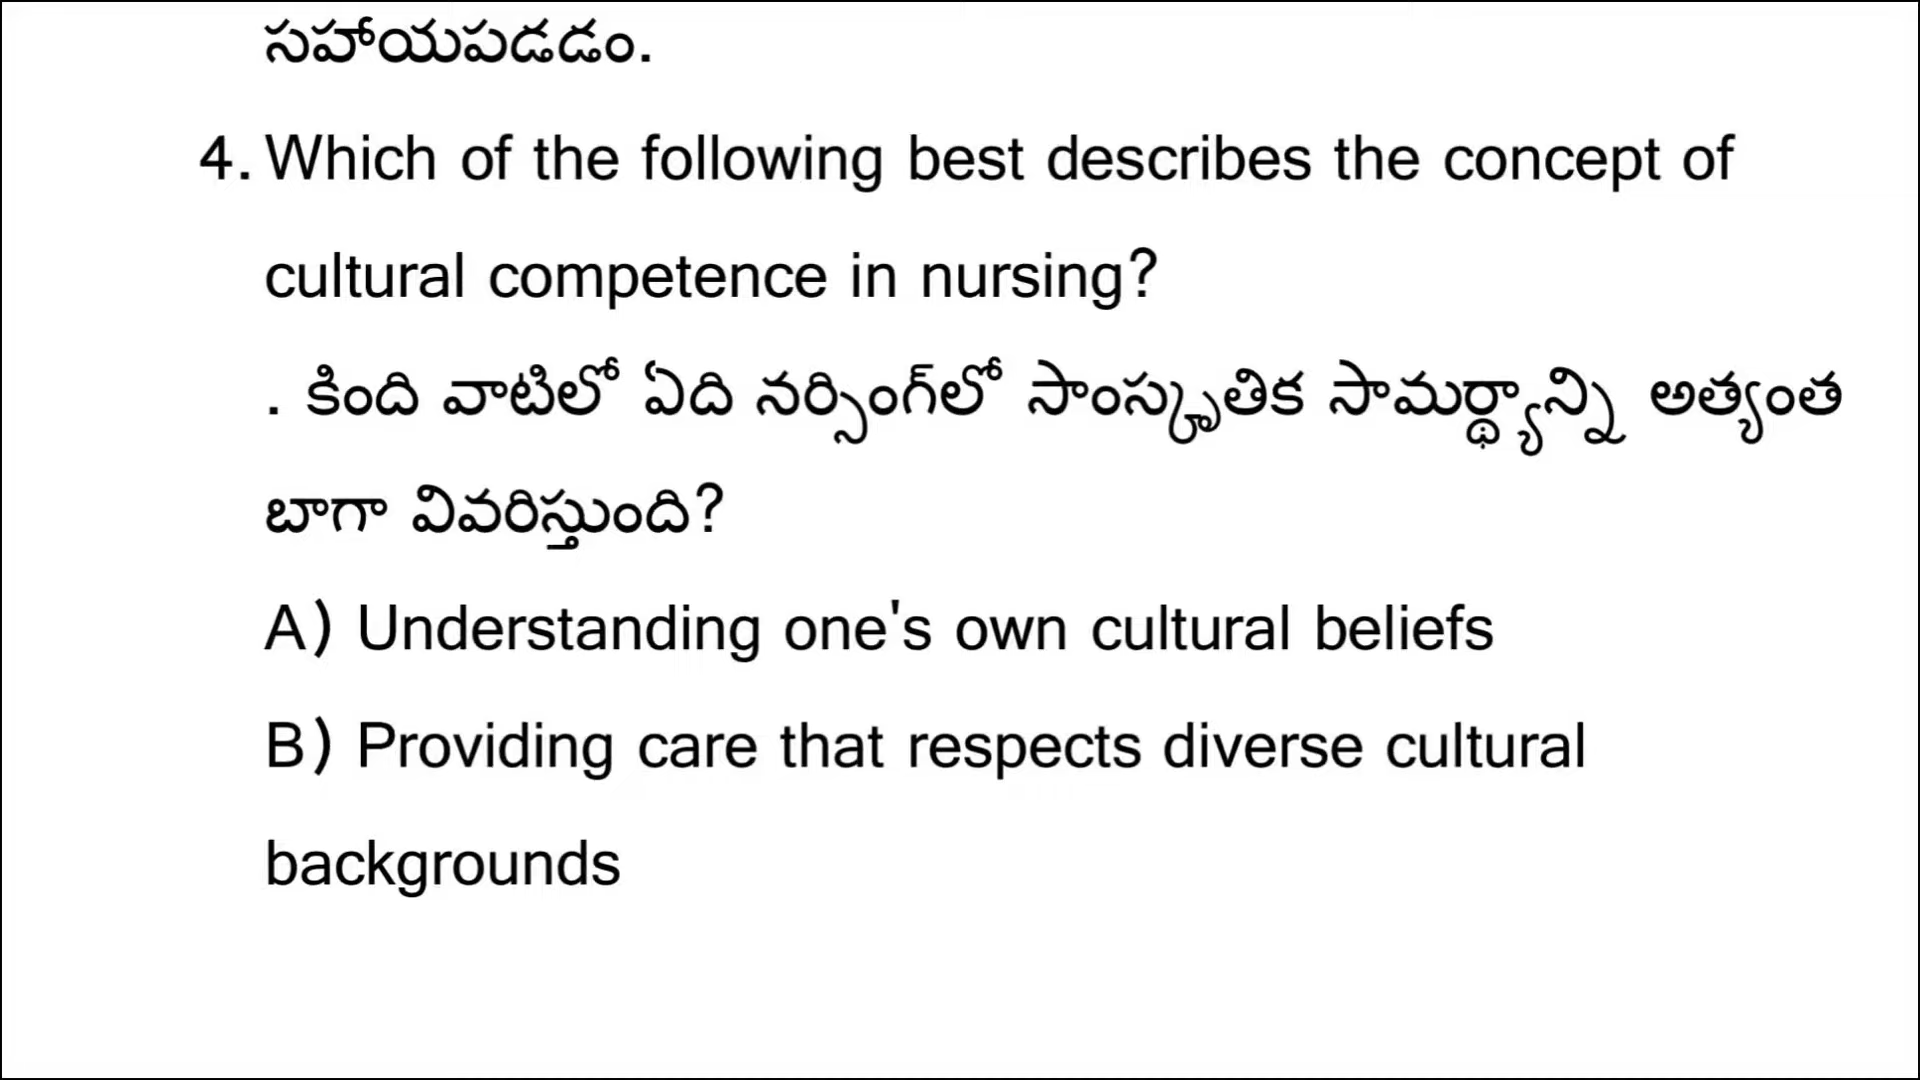 సహాయపడడం.
4. Which of the following best describes the concept of
cultural competence in nursing?
. కింది వాటిలో ఏది నర్సింగ్‌లో సాంస్కృతిక సామర్థ్యాన్ని అత్యంత
బాగా వివరిస్తుంది?
A) Understanding one's own cultural beliefs
B) Providing care that respects diverse cultural
backgrounds